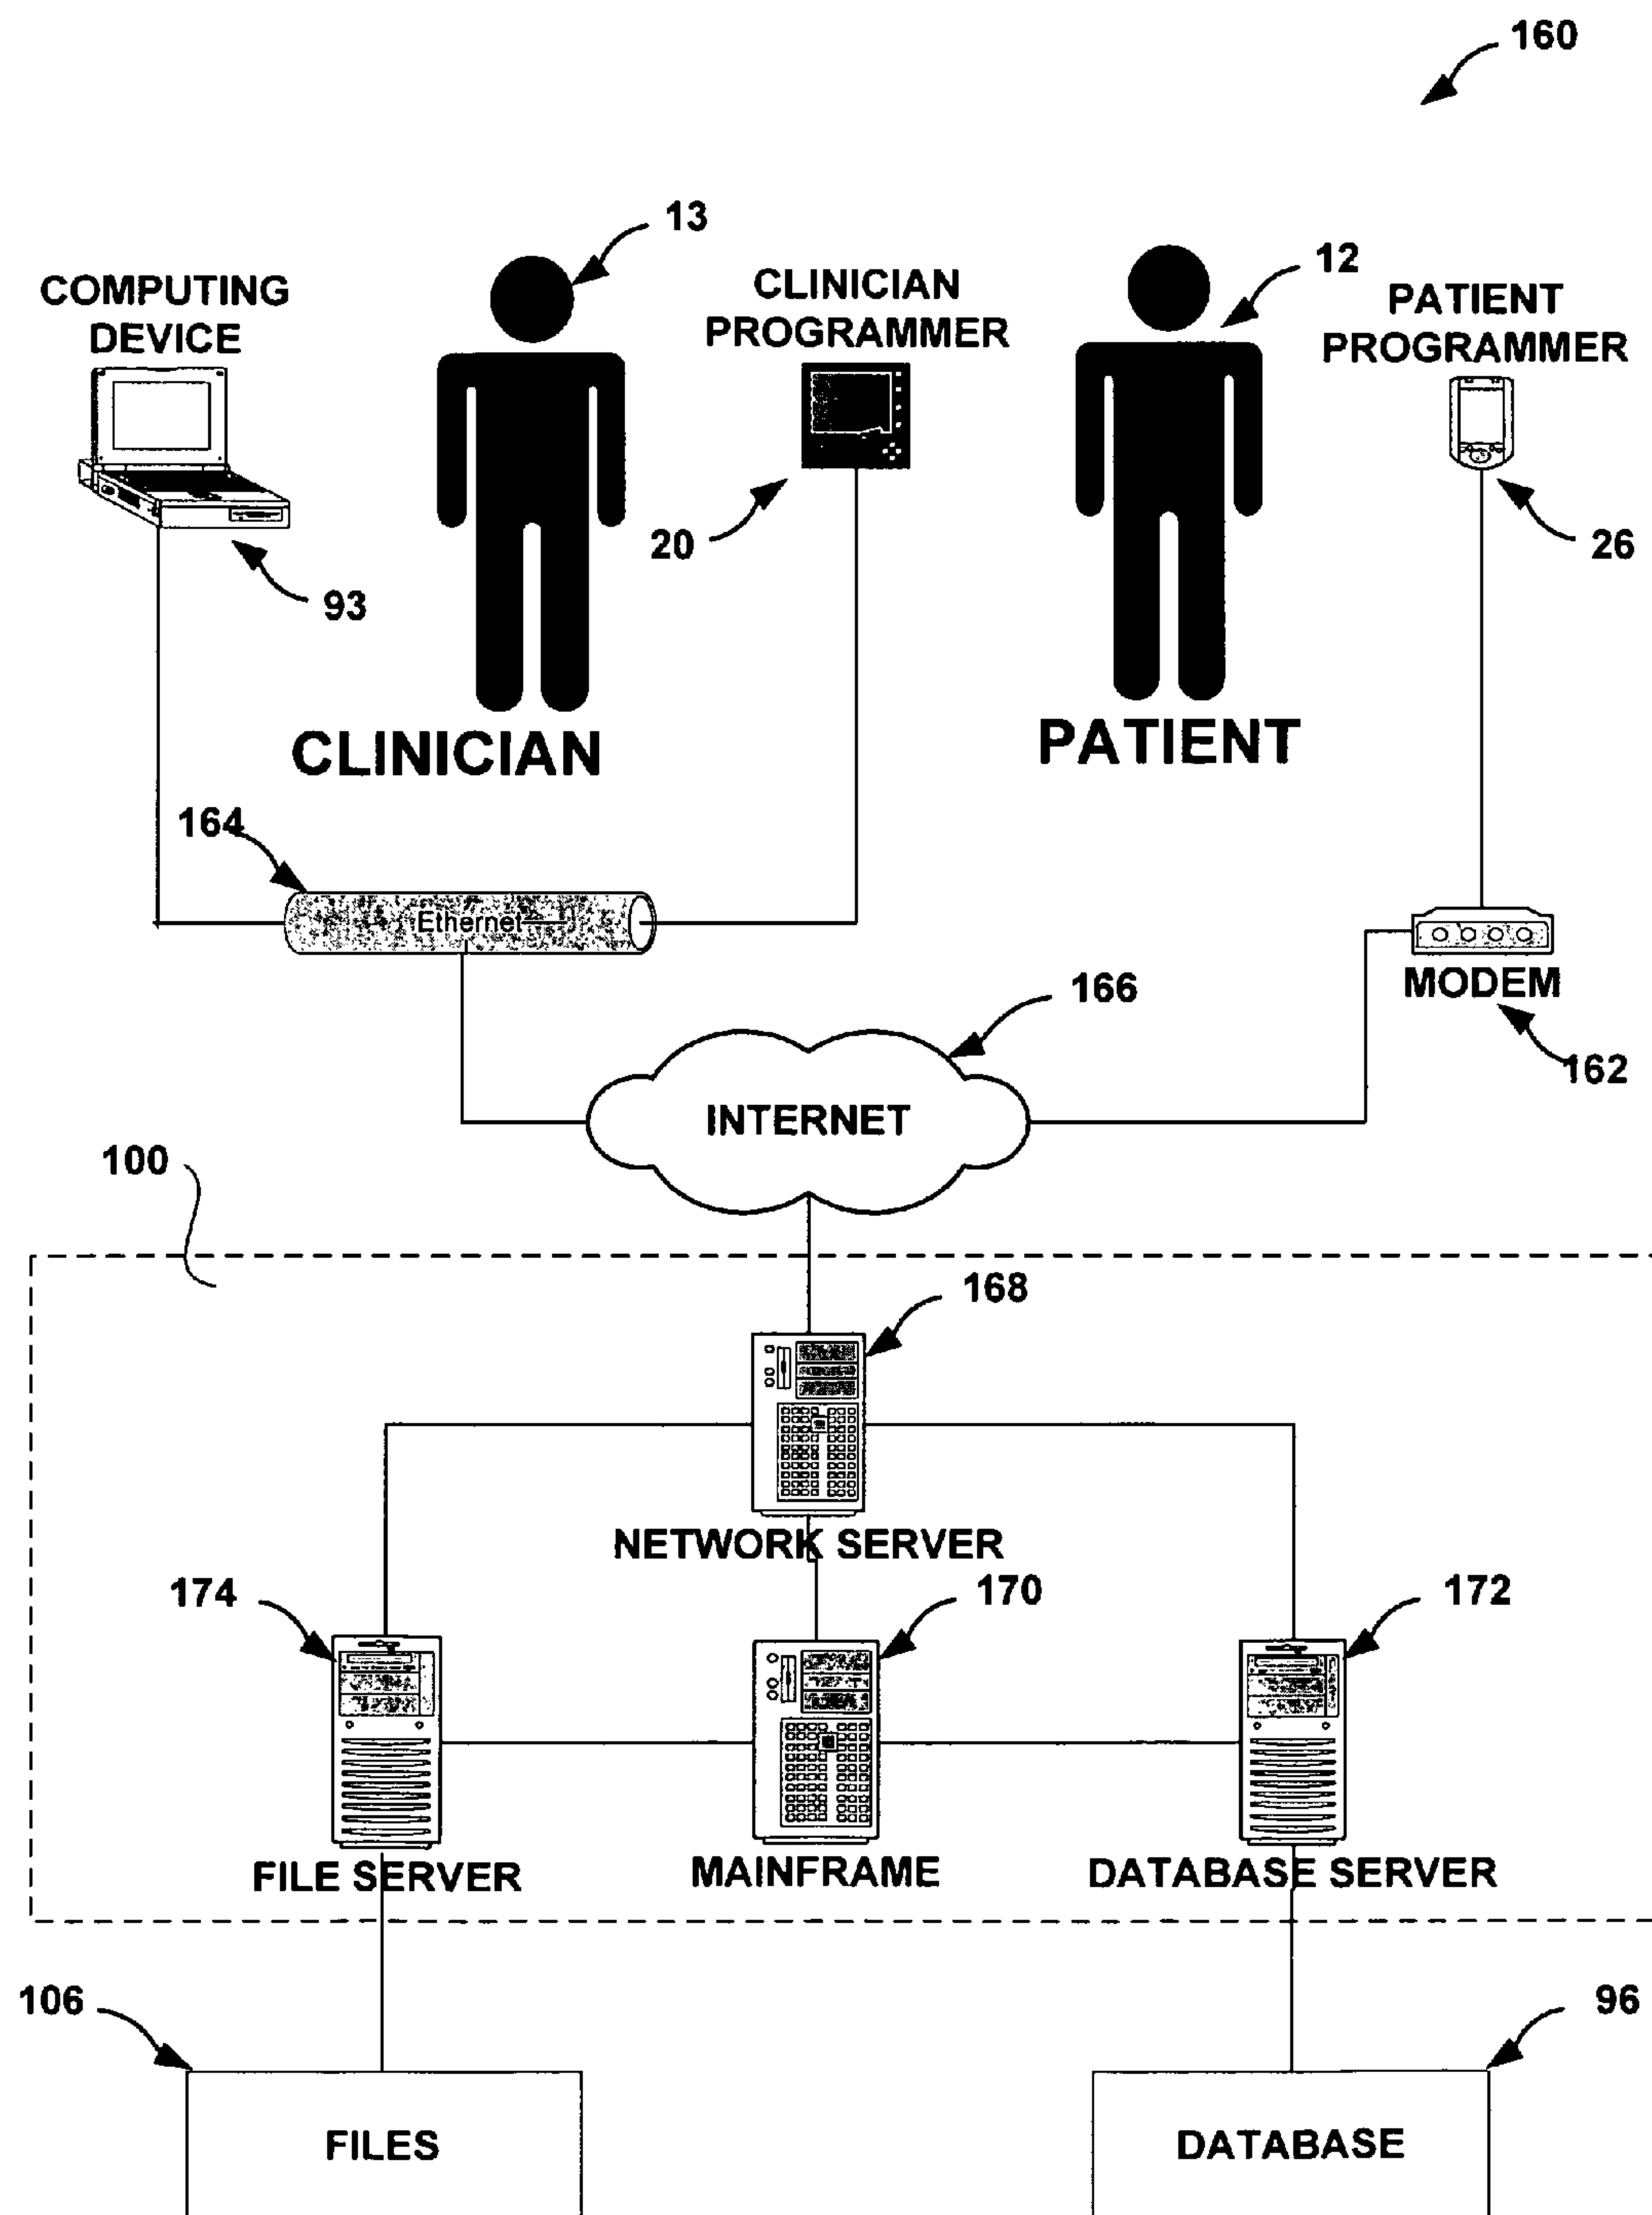 160
13
12
COMPUTING
DEVICE
CLINICIAN
PROGRAMMER
PATIENT
PROGRAMMER
20
26
93
CLINICIAN
PATIENT
164
Ethernet
166
MODEM
162
INTERNET
100
168
NETWORK SERVER
174
170
172
FILE SERVER
MAINFRAME
DATABASE SERVER
106
96
FILES
DATABASE